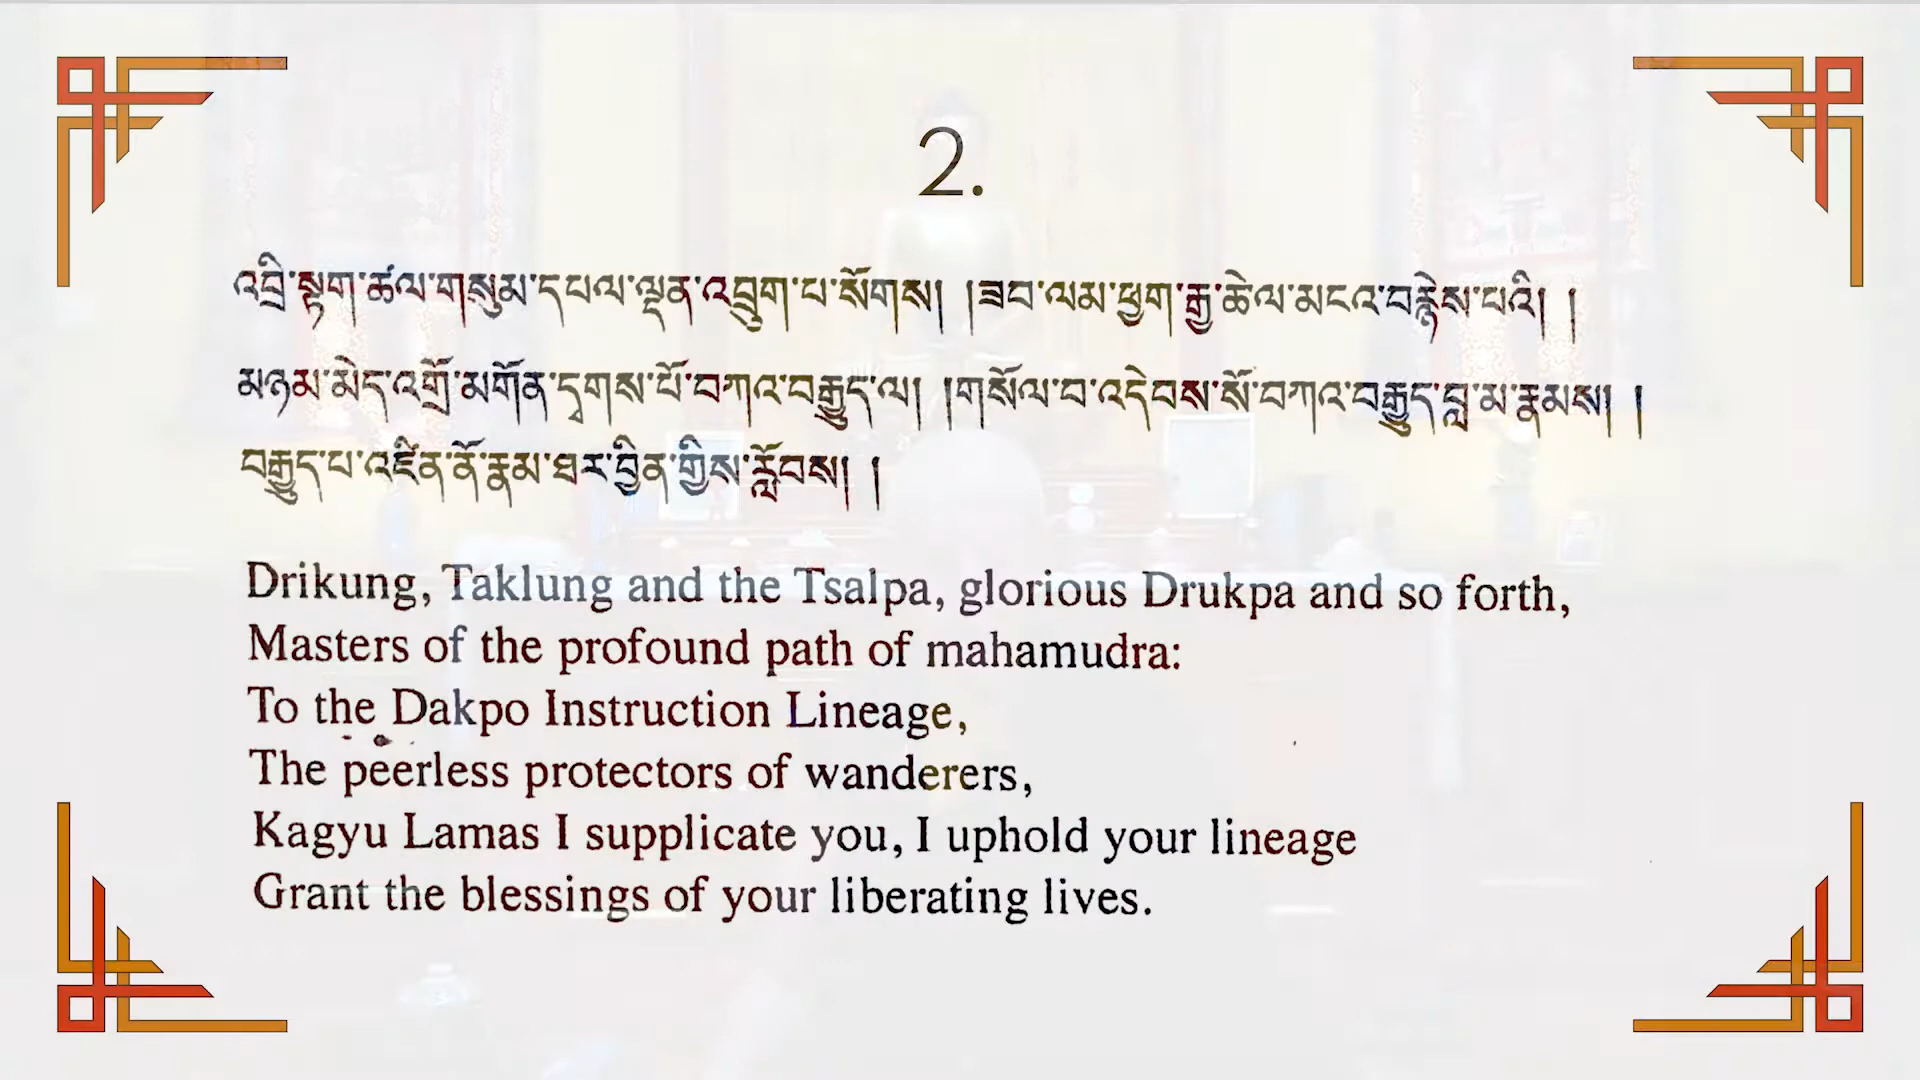 2.
འབྲི་སྟག་ཚལ་གསུམ་དཔལ་ལྡན་འབྲུག་པ་སོགས། །ཟབ་ལམ་ཕྱག་རྒྱ་ཆེལ་མངའ་བརྙེས་པའི། །
མཉམ་མེད་འགྲོ་མགོན་དྭགས་པོ་བཀའ་བརྒྱུད་ལ། །གསོལ་བ་འདེབས་སོ་བཀའ་བརྒྱུད་བླ་མ་རྣམས། །
བརྒྱུད་པ་འཛིན་ནོ་རྣམ་ཐར་བྱིན་གྱིས་རློབས། །
Drikung, Taklung and the Tsalpa, glorious Drukpa and so forth,
Masters of the profound path of mahamudra:
To the Dakpo Instruction Lineage,
The peerless protectors of wanderers,
Kagyu Lamas I supplicate you, I uphold your lineage
Grant the blessings of your liberating lives.